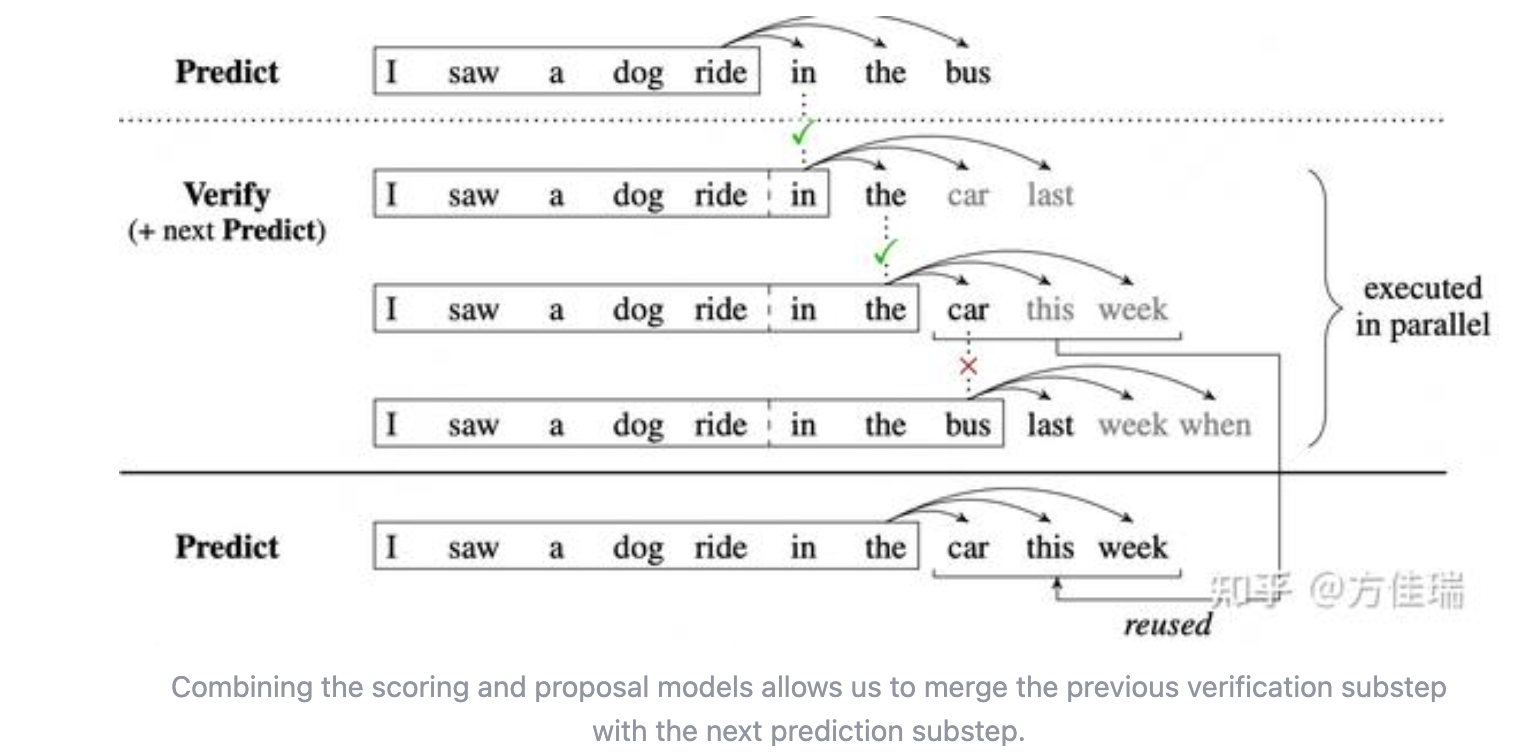 Predict I saw a dog ride in the bus
Verify I saw a dog ride in the car last
(+ next Predict)
I saw a dog ride in the car this week
executed
in parallel
I saw a dog ride in the bus last week when
Predict I saw a dog ride in the car this week
知乎 @方佳瑞
reused
Combining the scoring and proposal models allows us to merge the previous verification substep
with the next prediction substep.